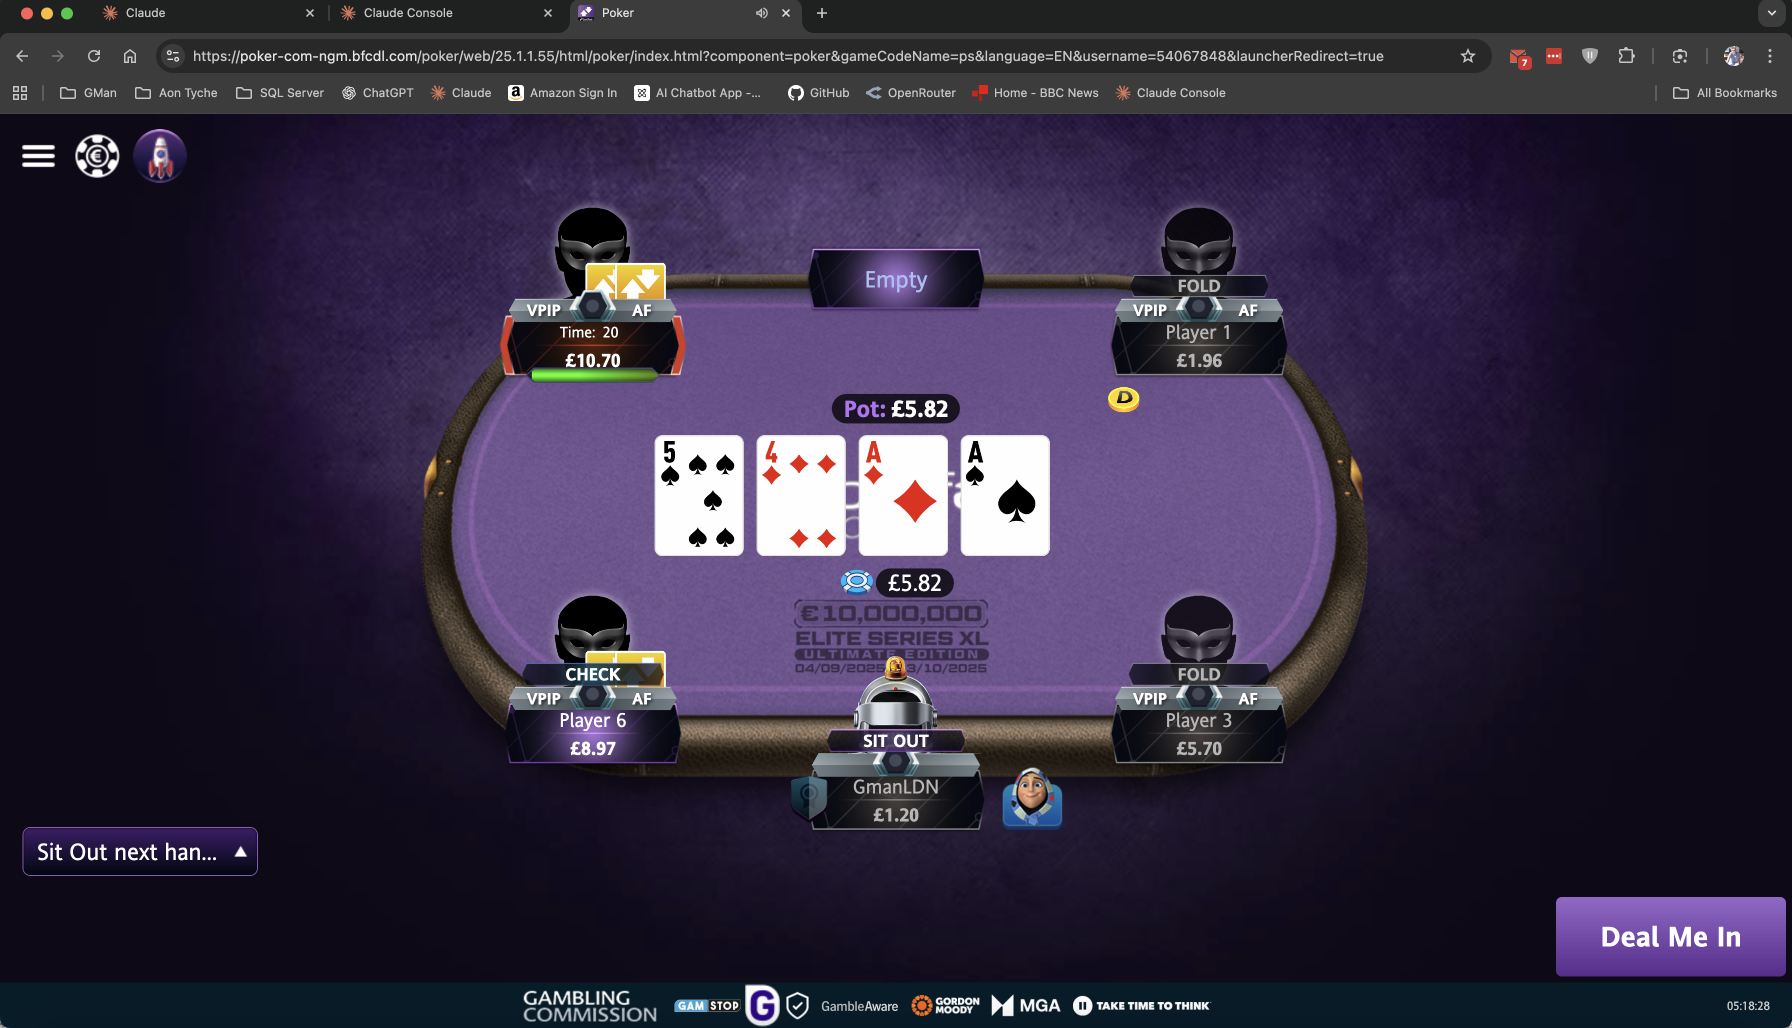 Claude
Claude Console
Poker
https://poker-com-ngm.bfcdl.com/poker/web/25.1.1.55/html/poker/index.html?component=poker&gameCodeName=ps&language=EN&username=54067848&launcherRedirect=true
7
GMan
Aon Tyche
SQL Server
ChatGPT
Claude
Amazon Sign In
AI Chatbot App -...
GitHub
OpenRouter
Home - BBC News
Claude Console
All Bookmarks
Empty
FOLD
VPIP AF
Time: 20
£10.70
VPIP AF
Player 1
£1.96
D
Pot: £5.82
5
4
A
A
£5.82
€10,000,000
ELITE SERIES XL
ULTIMATE EDITION
CHECK
VPIP AF
Player 6
£8.97
SIT OUT
GmanLDN
£1.20
FOLD
VPIP AF
Player 3
£5.70
Sit Out next han...
Deal Me In
GAMBLING
COMMISSION
GAMSTOP
G
GambleAware
GORDON
MOODY
MGA
TAKE TIME TO THINK
05:18:28